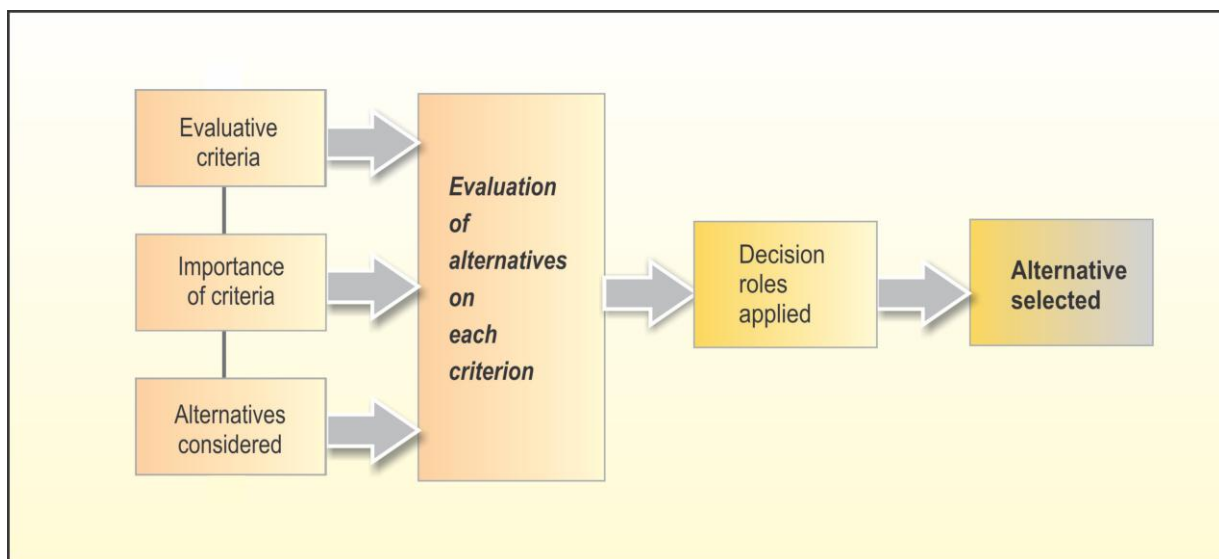 Evaluative
criteria
Importance
of criteria
Alternatives
considered
Evaluation
of
alternatives
on
each
criterion
Decision
roles
applied
Alternative
selected